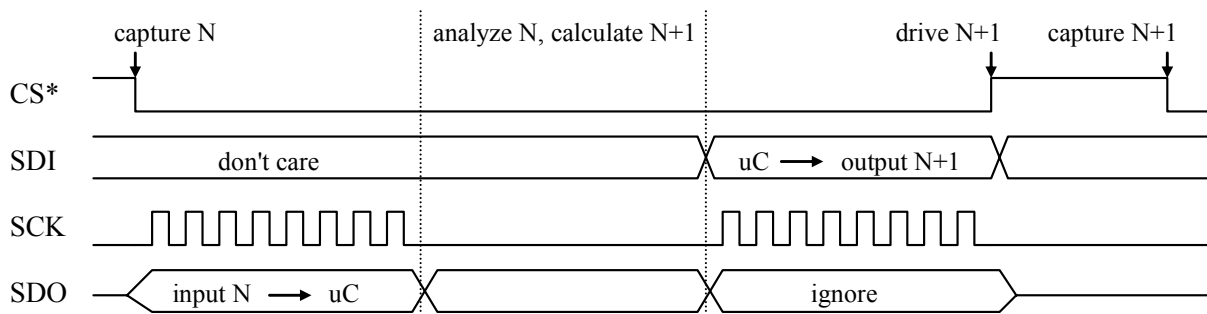 capture N
analyze N, calculate N+1
drive N+1
capture N+1
CS*
SDI
don't care
uC → output N+1
SCK
SDO
input N → uC
ignore